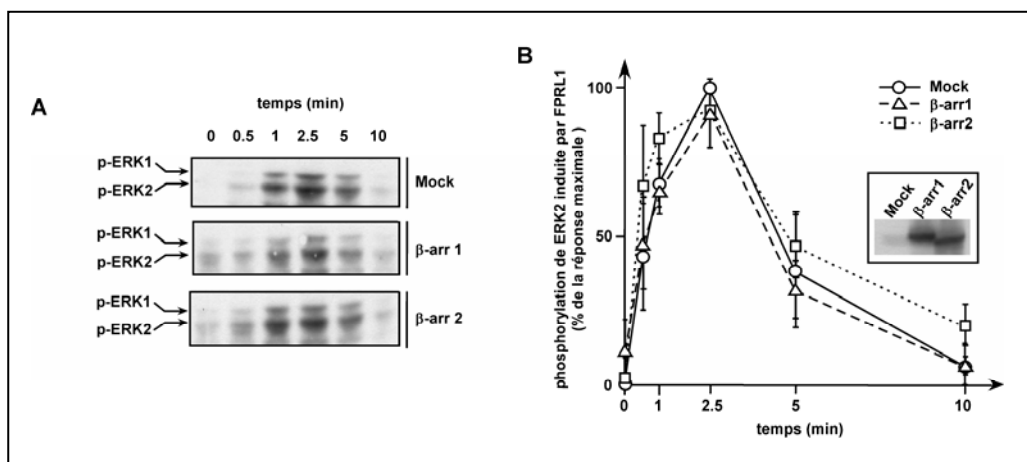 A
temps (min)
0 0.5 1 2.5 5 10
p-ERK1
p-ERK2
Mock
p-ERK1
p-ERK2
β-arr 1
p-ERK1
p-ERK2
β-arr 2
B
phosphorylation de ERK2 induite par FPRL1
(% de la réponse maximale)
100
50
0
Mock
β-arr1
β-arr2
Mock
β-arr1
β-arr2
0 1 2.5 5 10
temps (min)